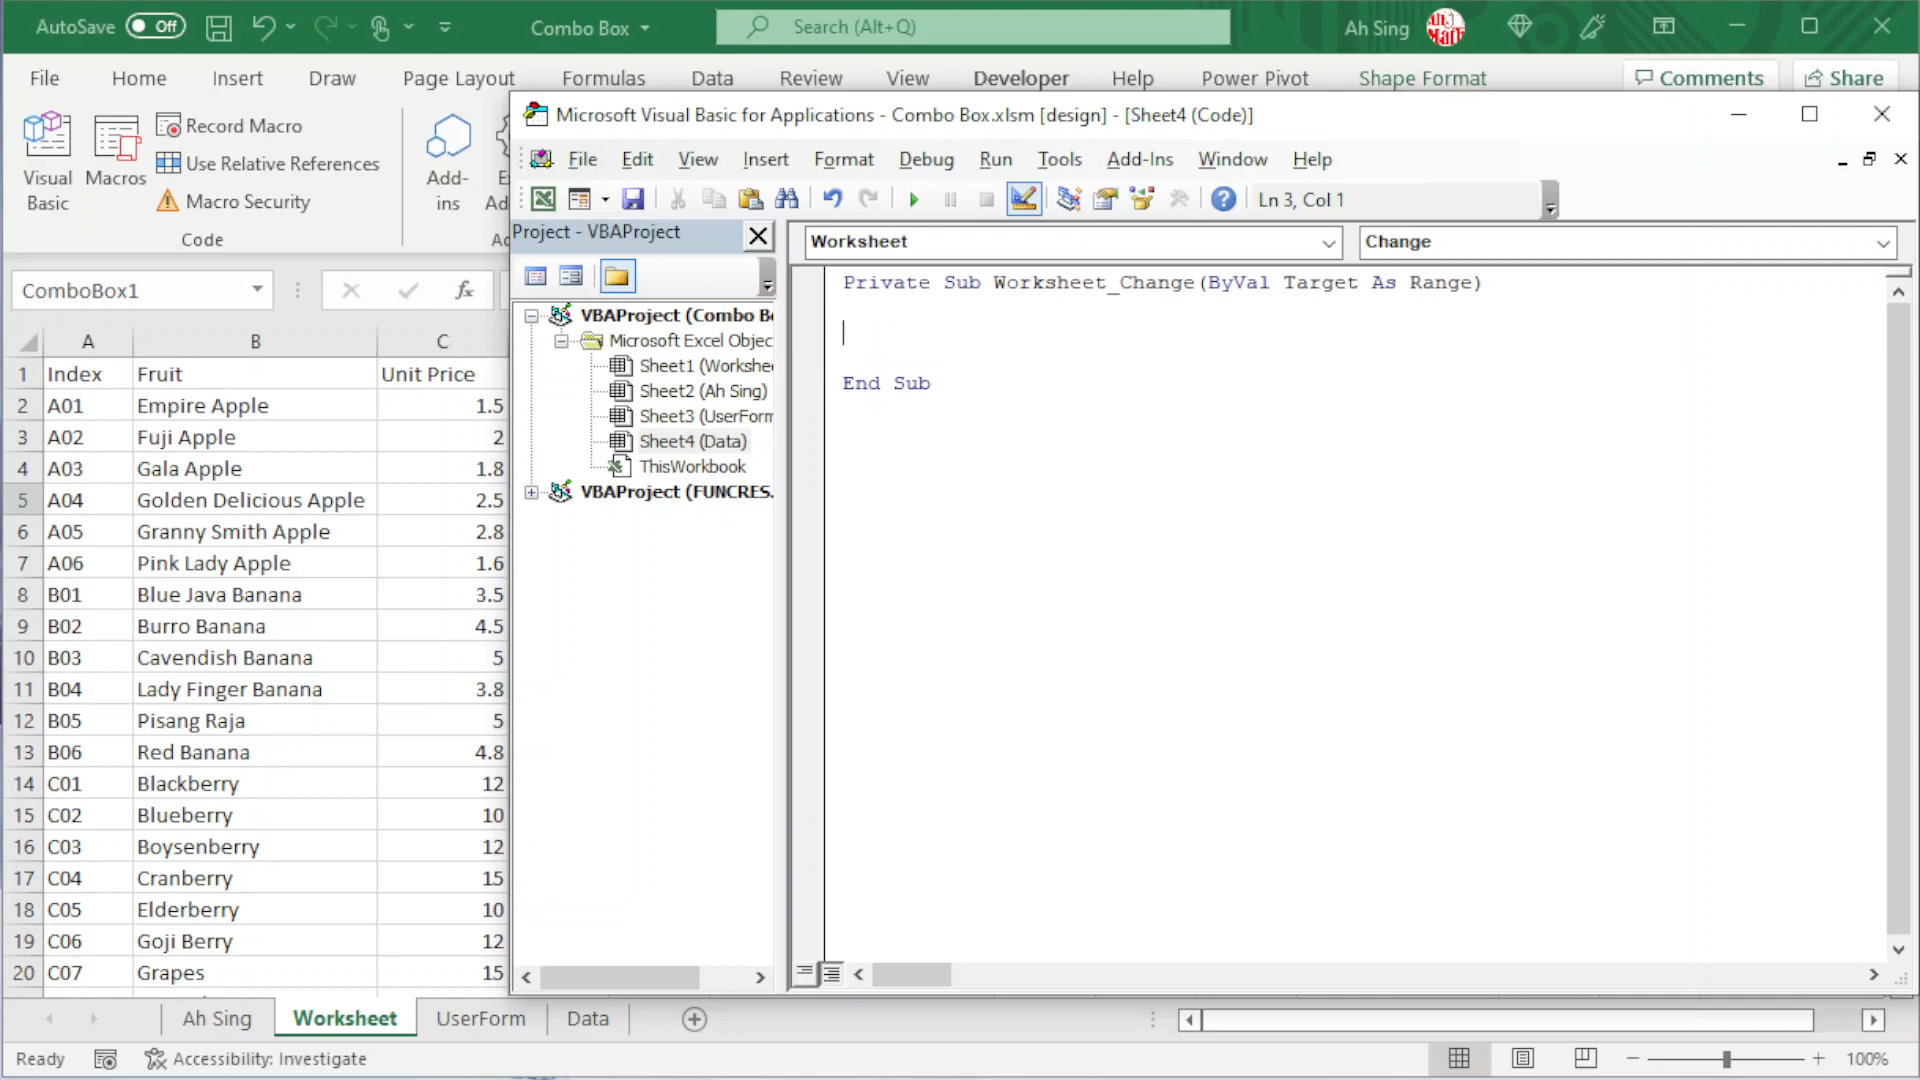 AutoSave Off Combo Box Search (Alt+Q) Ah Sing
File Home Insert Draw Page Layout Formulas Data Review View Developer Help Power Pivot Shape Format Comments Share
Visual Basic
Macros
Record Macro
Use Relative References
Macro Security
Code
Add-ins
Microsoft Visual Basic for Applications - Combo Box.xlsm [design] - [Sheet4 (Code)]
File Edit View Insert Format Debug Run Tools Add-Ins Window Help
Ln 3, Col 1
Project - VBAProject
Worksheet Change
VBAProject (Combo B
Microsoft Excel Objec
Sheet1 (Workshe
Sheet2 (Ah Sing)
Sheet3 (UserForm
Sheet4 (Data)
ThisWorkbook
VBAProject (FUNCRES.
Private Sub Worksheet_Change(ByVal Target As Range)
End Sub
ComboBox1 fx
A B C
1 Index Fruit Unit Price
2 A01 Empire Apple 1.5
3 A02 Fuji Apple 2
4 A03 Gala Apple 1.8
5 A04 Golden Delicious Apple 2.5
6 A05 Granny Smith Apple 2.8
7 A06 Pink Lady Apple 1.6
8 B01 Blue Java Banana 3.5
9 B02 Burro Banana 4.5
10 B03 Cavendish Banana 5
11 B04 Lady Finger Banana 3.8
12 B05 Pisang Raja 5
13 B06 Red Banana 4.8
14 C01 Blackberry 12
15 C02 Blueberry 10
16 C03 Boysenberry 12
17 C04 Cranberry 15
18 C05 Elderberry 10
19 C06 Goji Berry 12
20 C07 Grapes 15
Ah Sing Worksheet UserForm Data
Ready Accessibility: Investigate 100%